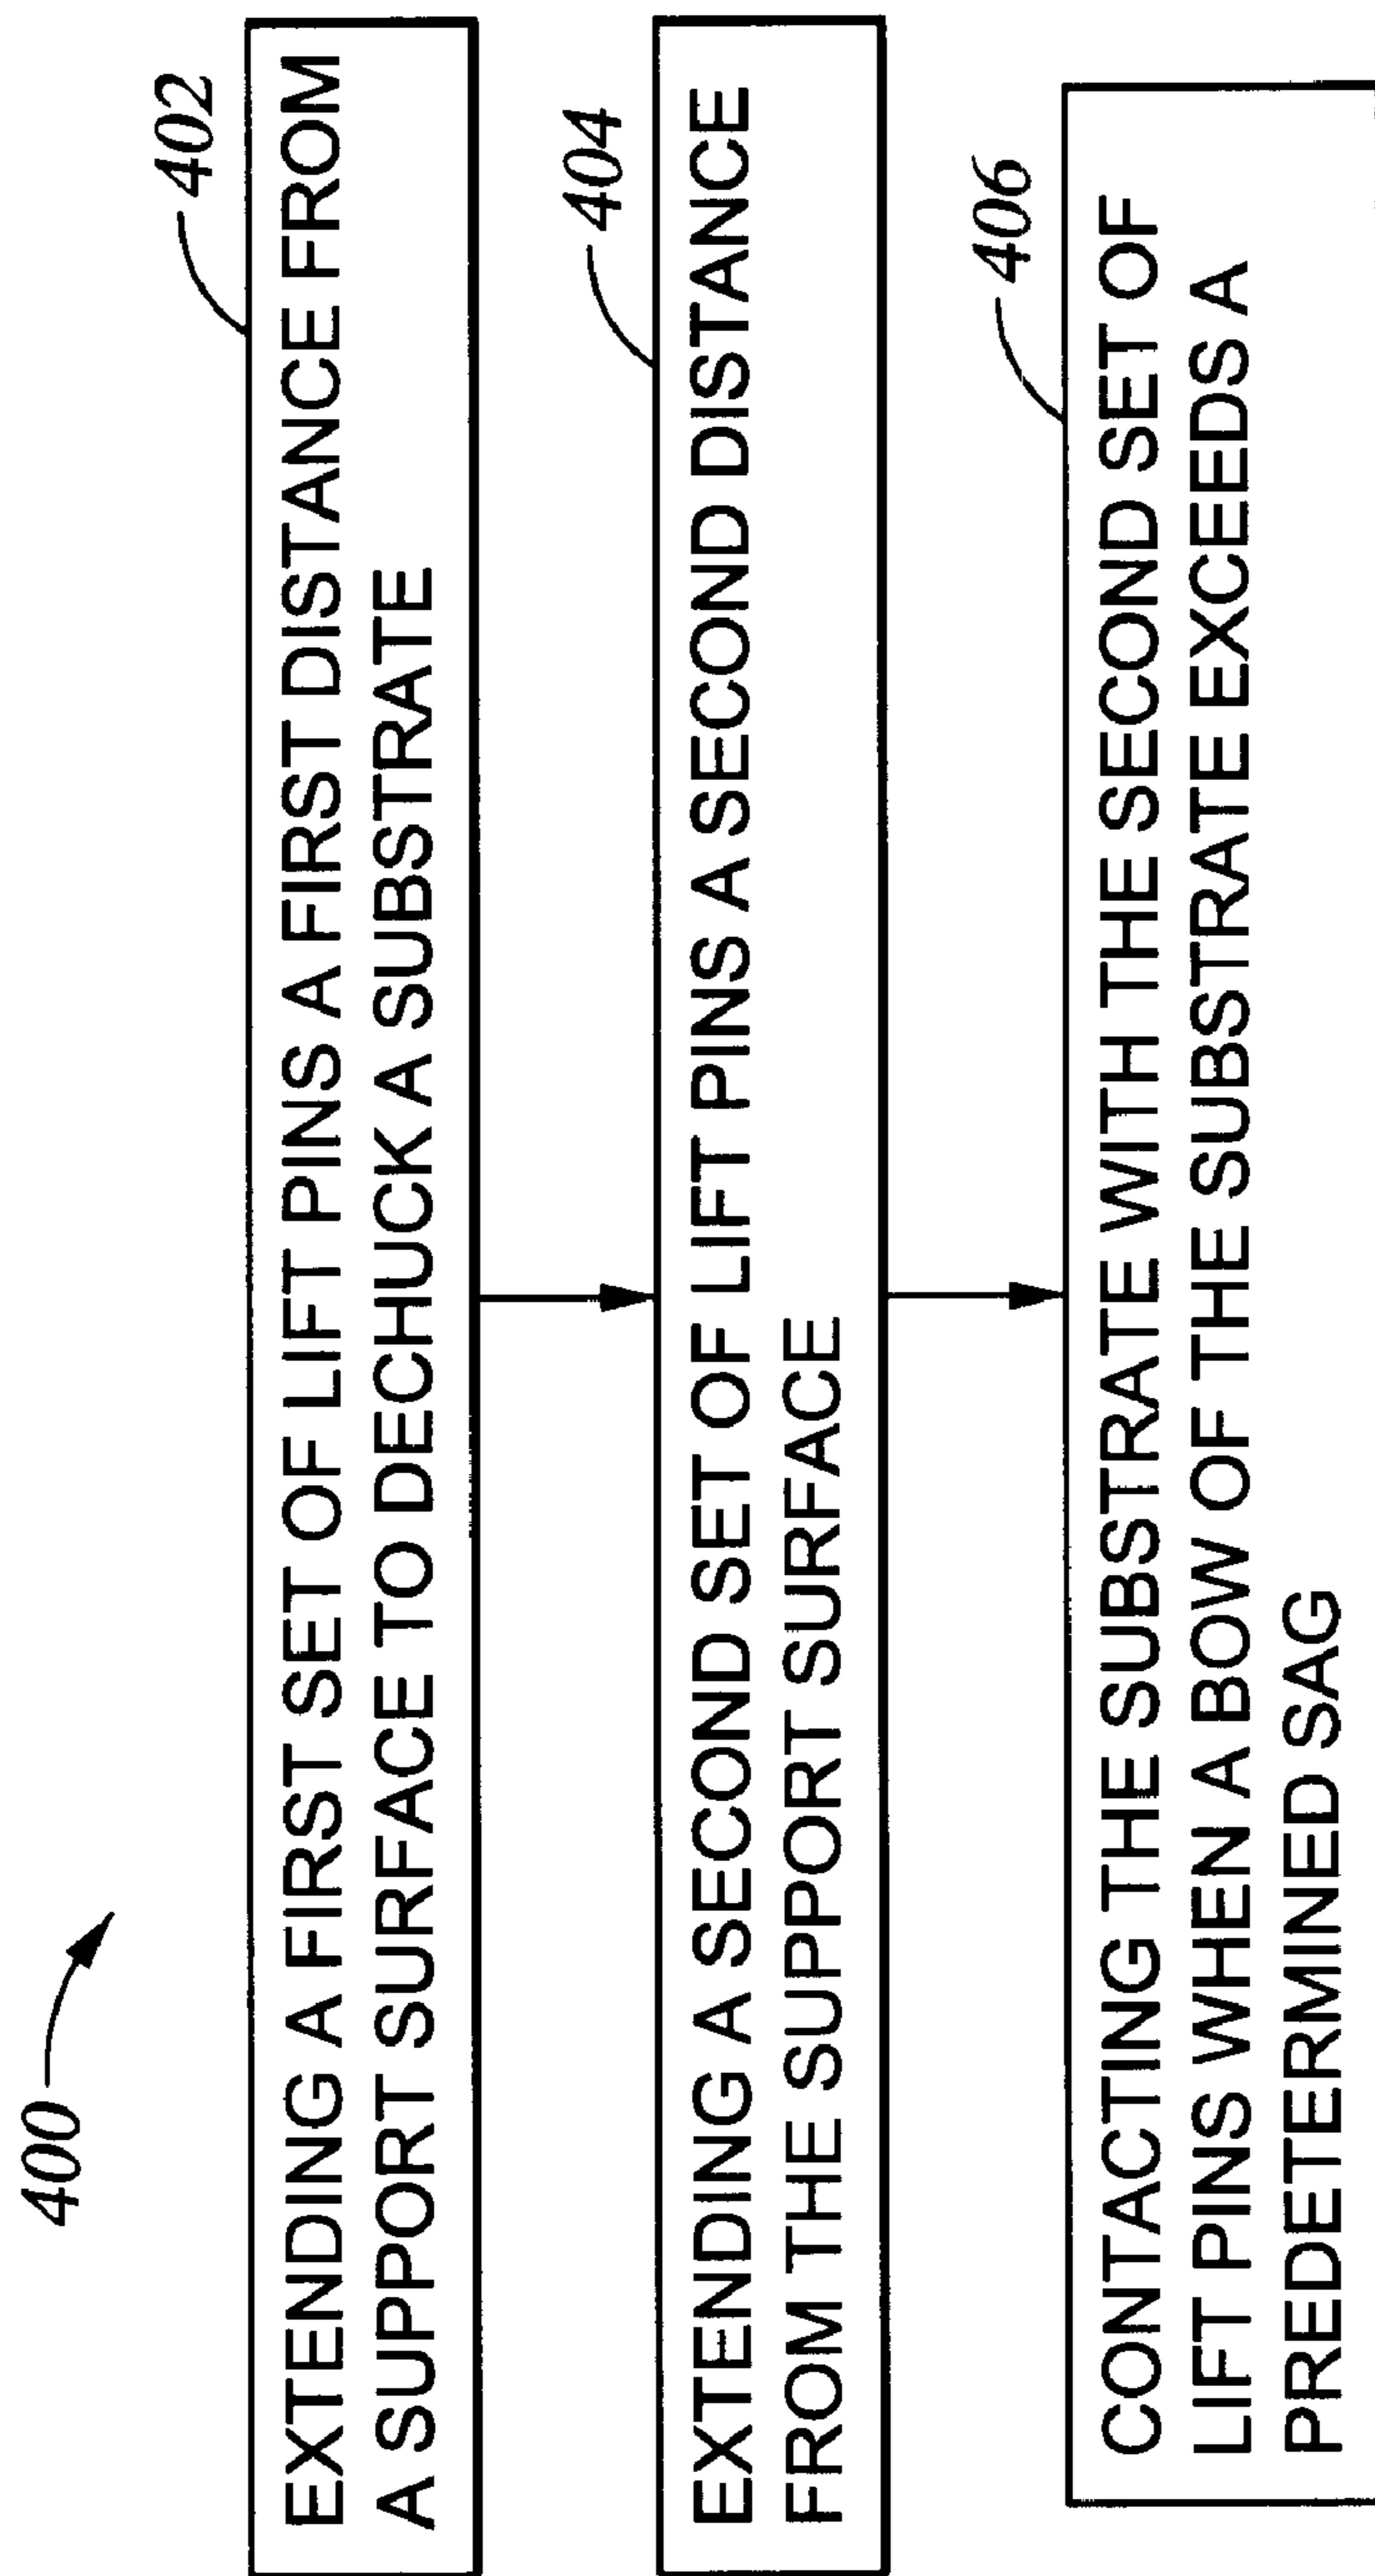 400
402
EXTENDING A FIRST SET OF LIFT PINS A FIRST DISTANCE FROM
A SUPPORT SURFACE TO DECHUCK A SUBSTRATE
404
EXTENDING A SECOND SET OF LIFT PINS A SECOND DISTANCE
FROM THE SUPPORT SURFACE
406
CONTACTING THE SUBSTRATE WITH THE SECOND SET OF
LIFT PINS WHEN A BOW OF THE SUBSTRATE EXCEEDS A
PREDETERMINED SAG